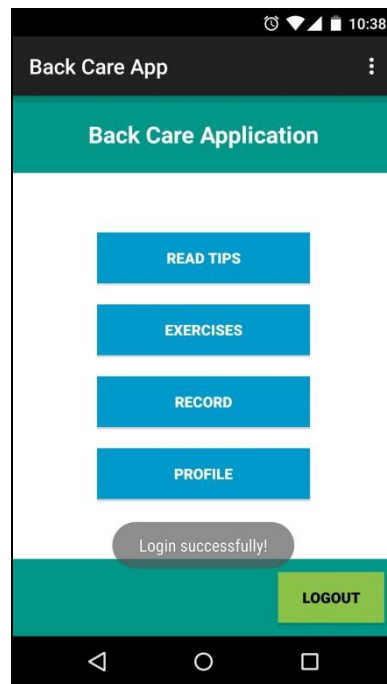 10:38
Back Care App
Back Care Application
READ TIPS
EXERCISES
RECORD
PROFILE
Login successfully!
LOGOUT